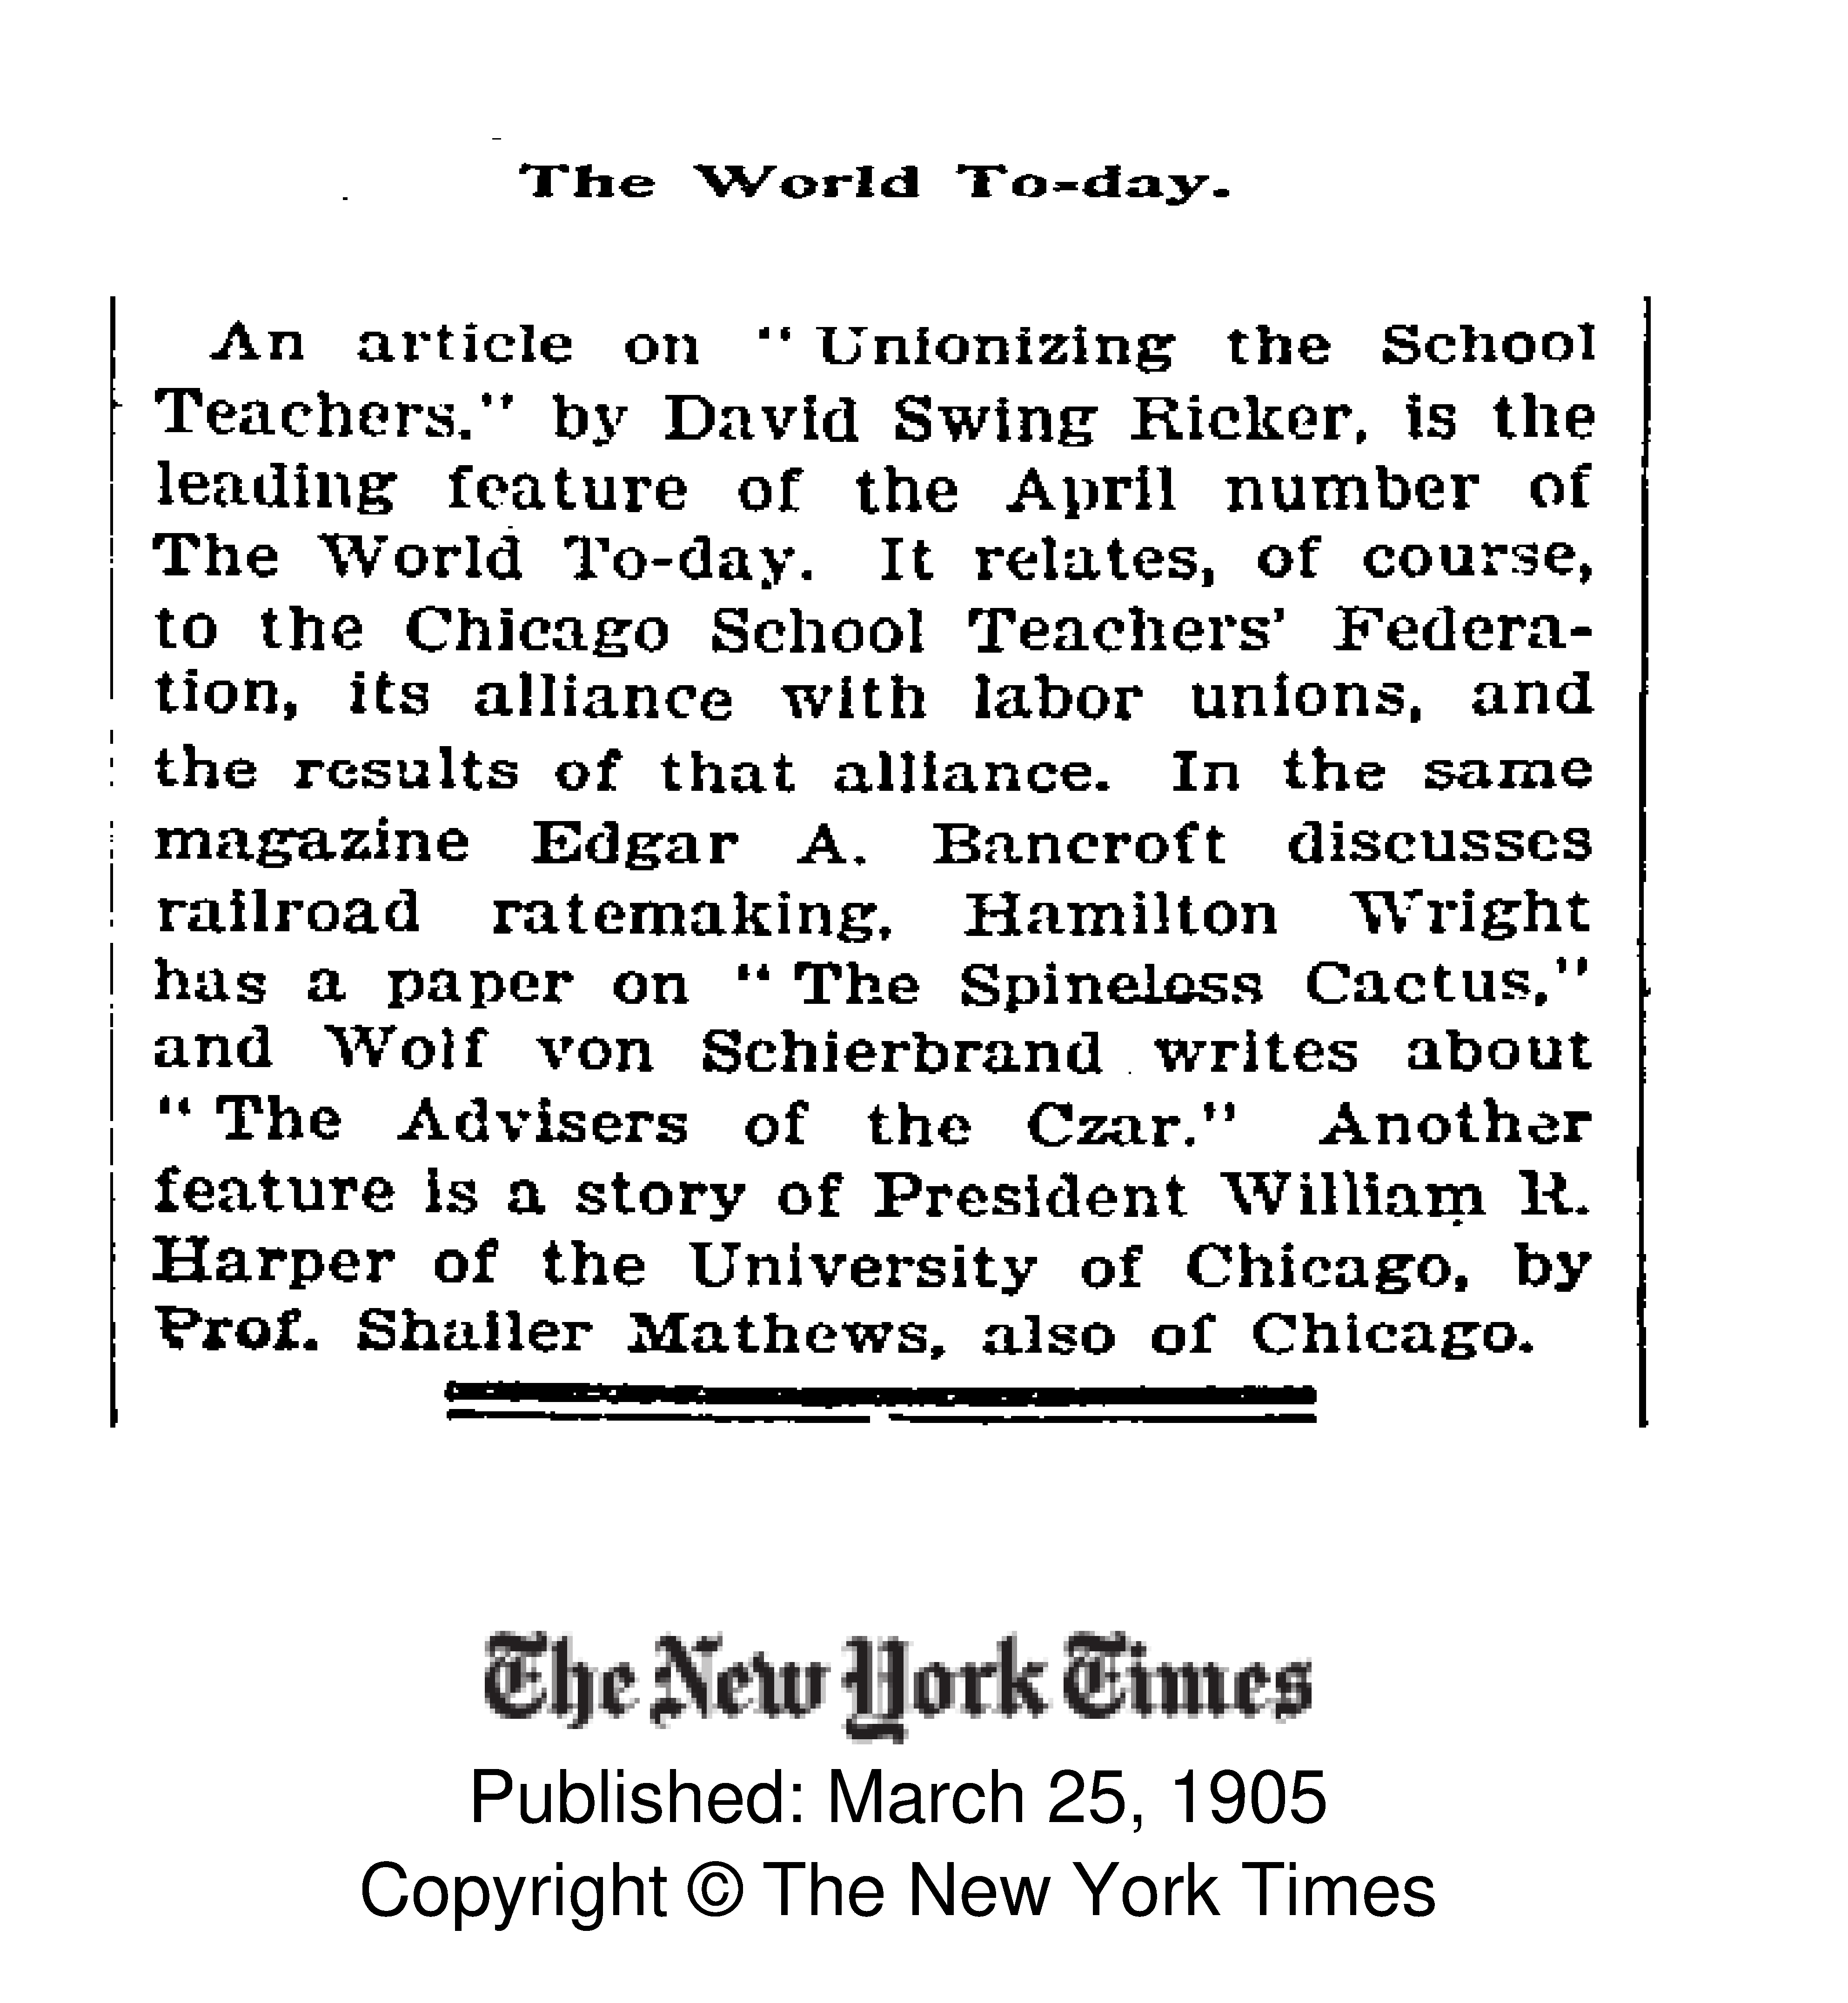 The World To-day.
An article on "Unionizing the School
Teachers," by David Swing Ricker, is the
leading feature of the April number of
The World To-day. It relates, of course,
to the Chicago School Teachers' Federa-
tion, its alliance with labor unions, and
the results of that alliance. In the same
magazine Edgar A. Bancroft discusses
railroad ratemaking, Hamilton Wright
has a paper on "The Spineless Cactus,"
and Wolf von Schierbrand writes about
"The Advisers of the Czar." Another
feature is a story of President William R.
Harper of the University of Chicago, by
Prof. Shailer Mathews, also of Chicago.
The New York Times
Published: March 25, 1905
Copyright © The New York Times